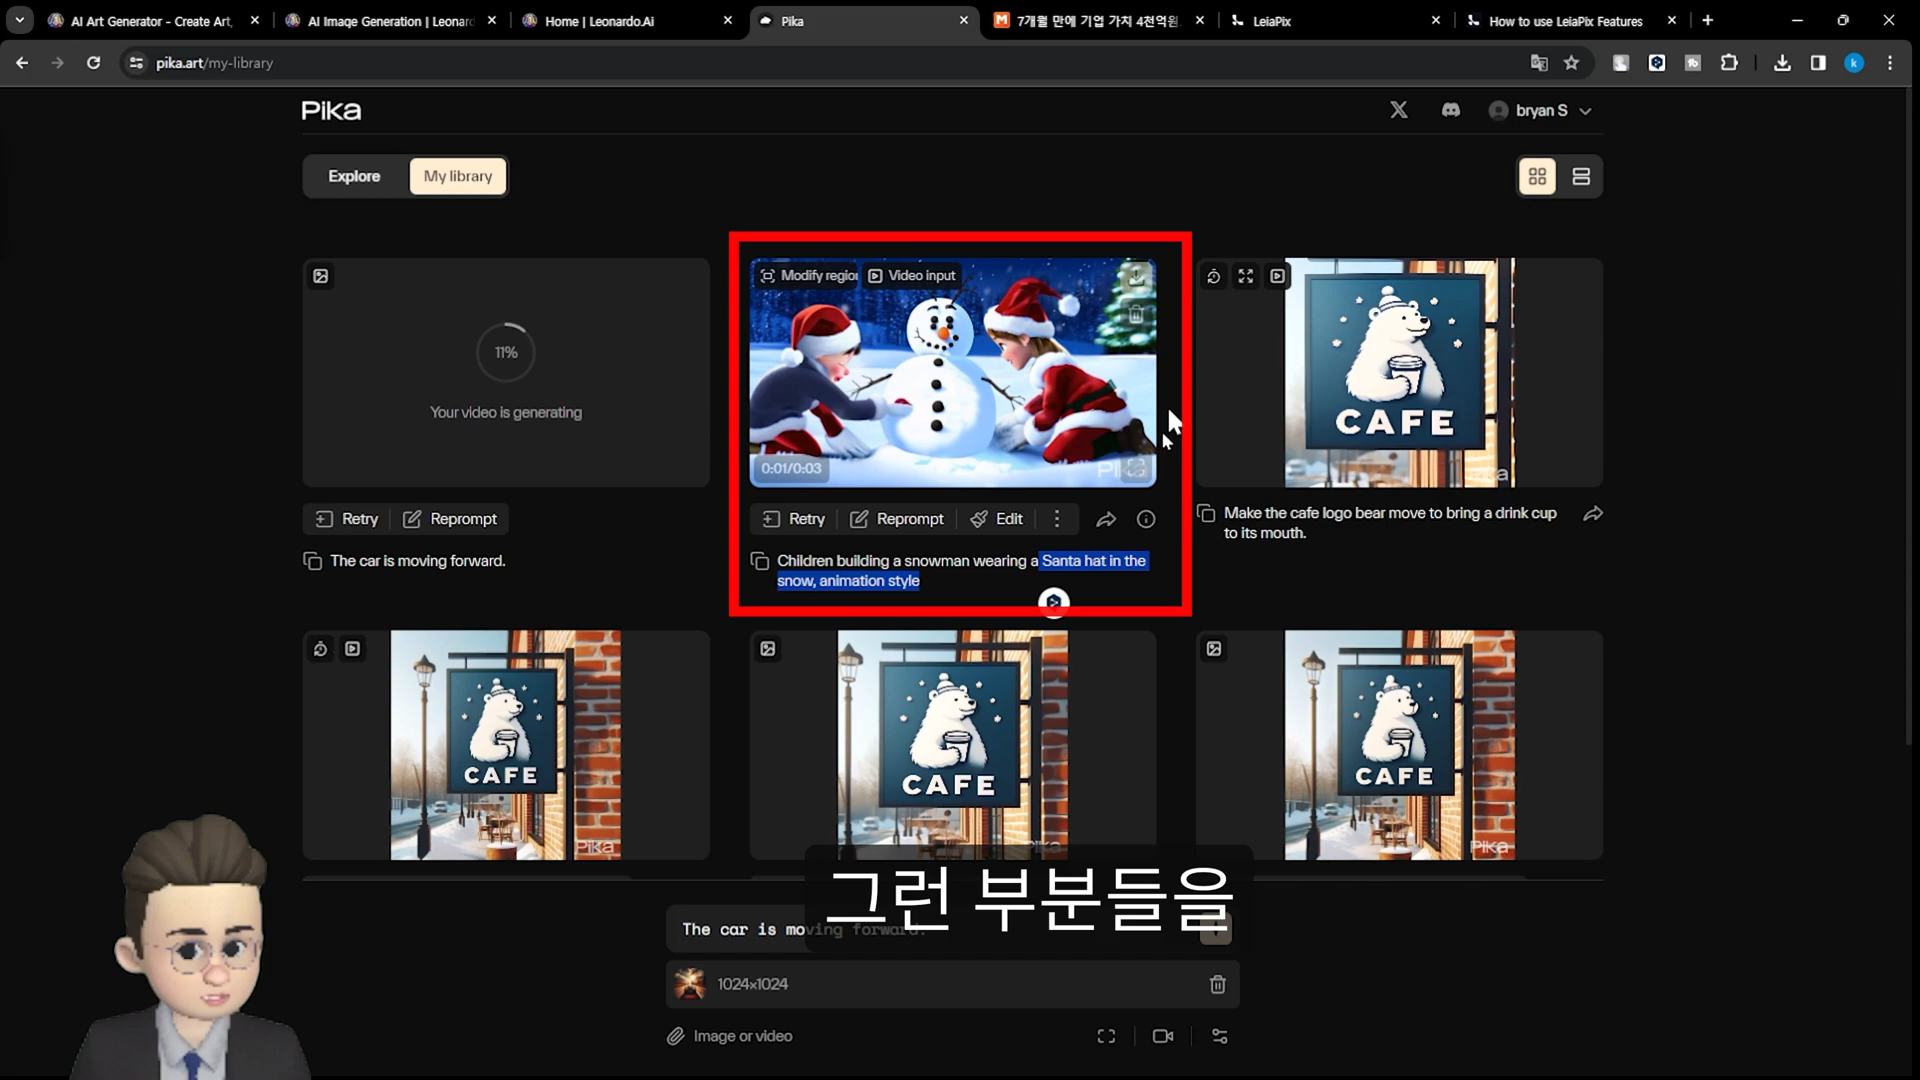 AI Art Generator - Create Art,
AI Image Generation | Leonard
Home | Leonardo.Ai
Pika
7개월 만에 기업 가치 4천억원
LeiaPix
How to use LeiaPix Features
pika.art/my-library
k
Pika
bryan S
Explore
My library
11%
Your video is generating
Retry
Reprompt
The car is moving forward.
Modify region
Video input
0:01/0:03
Retry
Reprompt
Edit
Children building a snowman wearing a Santa hat in the
snow, animation style
CAFE
Make the cafe logo bear move to bring a drink cup
to its mouth.
CAFE
Pika
CAFE
CAFE
Pika
그런 부분들을
The car is moving forward.
1024×1024
Image or video